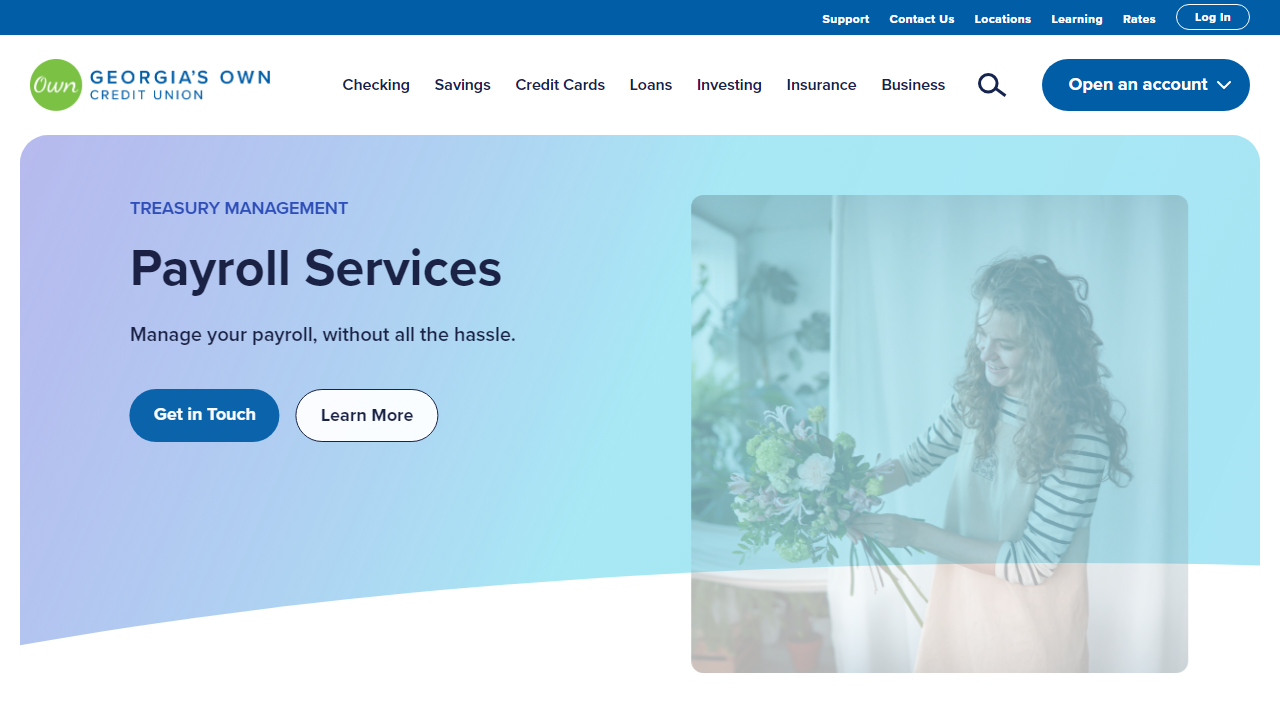 Support Contact Us Locations Learning Rates Log In
Own GEORGIA'S OWN
CREDIT UNION
Checking Savings Credit Cards Loans Investing Insurance Business Open an account
TREASURY MANAGEMENT
Payroll Services
Manage your payroll, without all the hassle.
Get in Touch Learn More